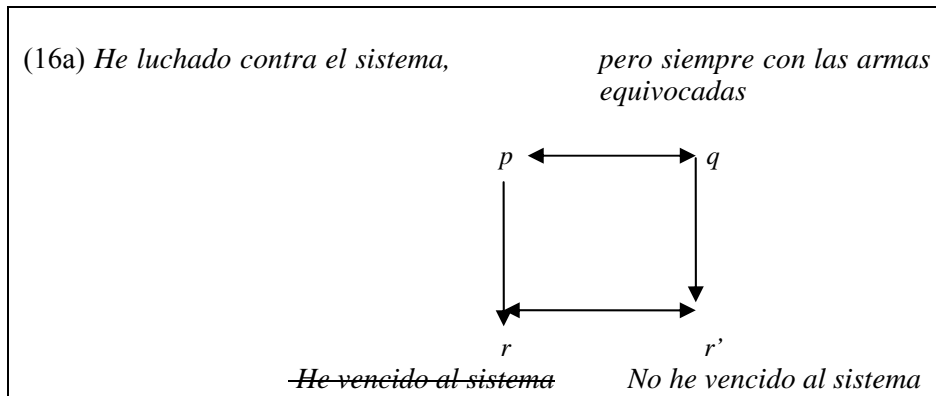 (16a) He luchado contra el sistema, pero siempre con las armas
equivocadas
p q
r r’
He vencido al sistema No he vencido al sistema